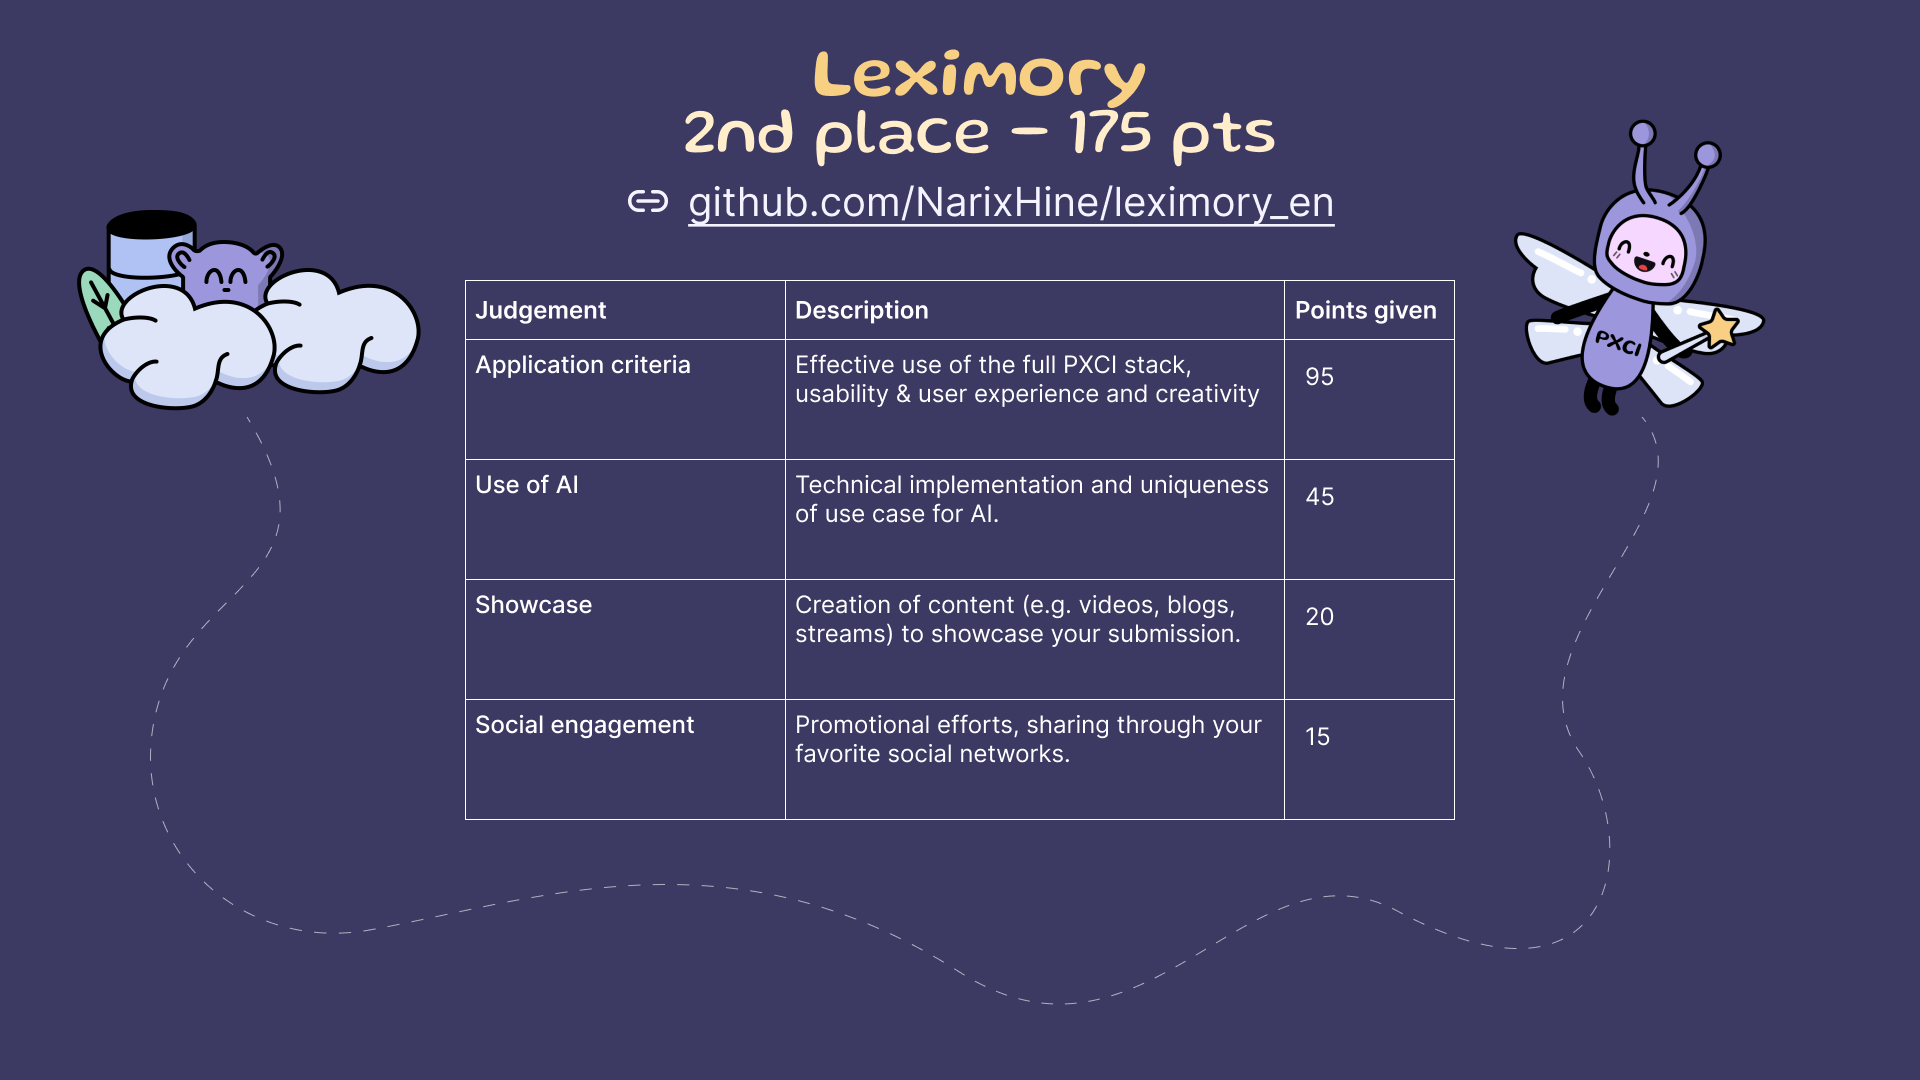 Leximory
2nd place – 175 pts
github.com/NarixHine/leximory_en
Judgement
Description
Points given
Application criteria
Effective use of the full PXCI stack,
usability & user experience and creativity
95
Use of AI
Technical implementation and uniqueness
of use case for AI.
45
Showcase
Creation of content (e.g. videos, blogs,
streams) to showcase your submission.
20
Social engagement
Promotional efforts, sharing through your
favorite social networks.
15
PXCI